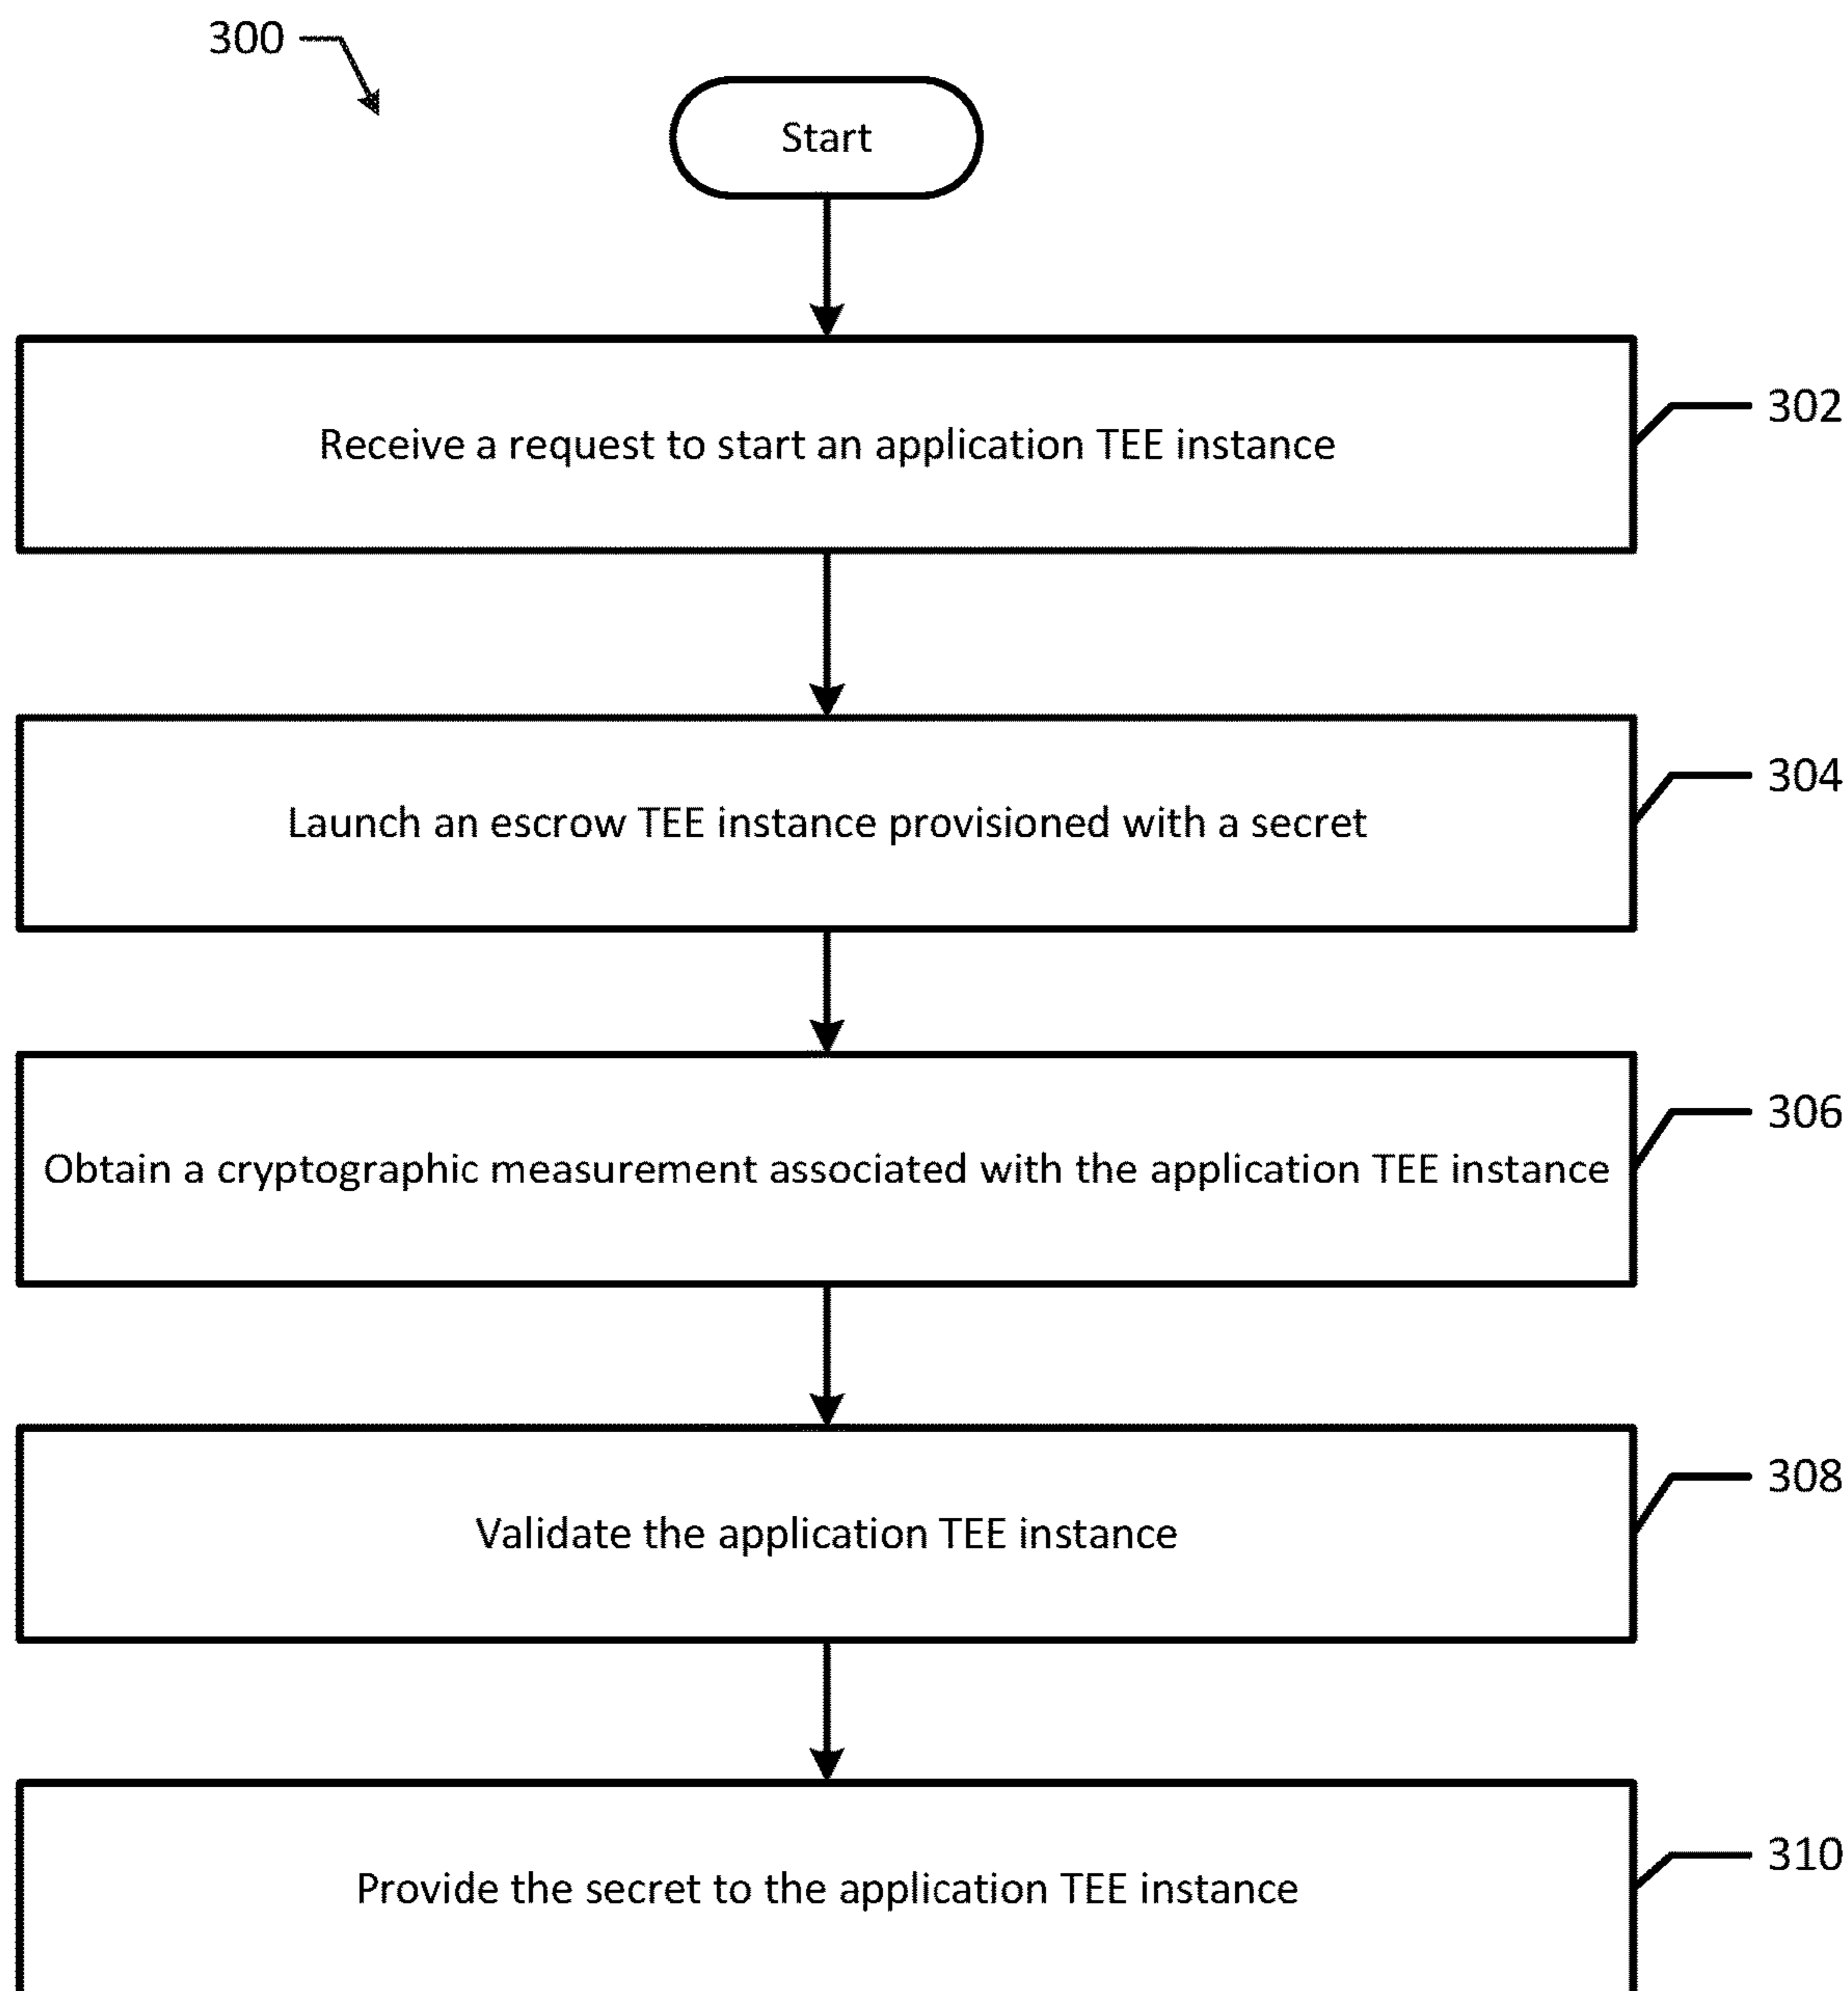 300
Start
Receive a request to start an application TEE instance
302
Launch an escrow TEE instance provisioned with a secret
304
Obtain a cryptographic measurement associated with the application TEE instance
306
Validate the application TEE instance
308
Provide the secret to the application TEE instance
310